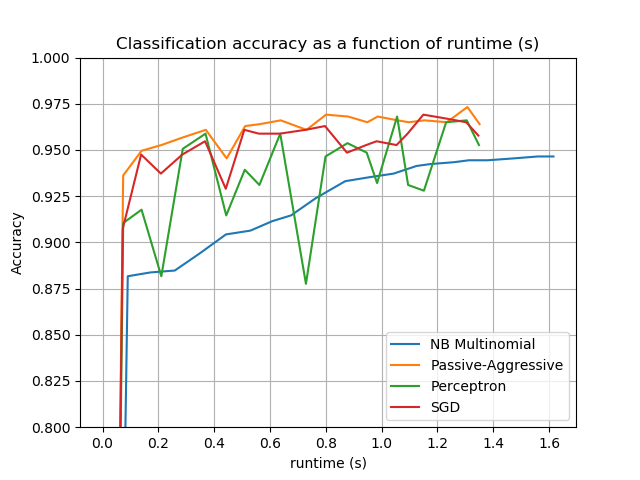 Classification accuracy as a function of runtime (s)
1.000
0.975
0.950
0.925
0.900
0.875
0.850
0.825
0.800
Accuracy
0.0 0.2 0.4 0.6 0.8 1.0 1.2 1.4 1.6
runtime (s)
NB Multinomial
Passive-Aggressive
Perceptron
SGD